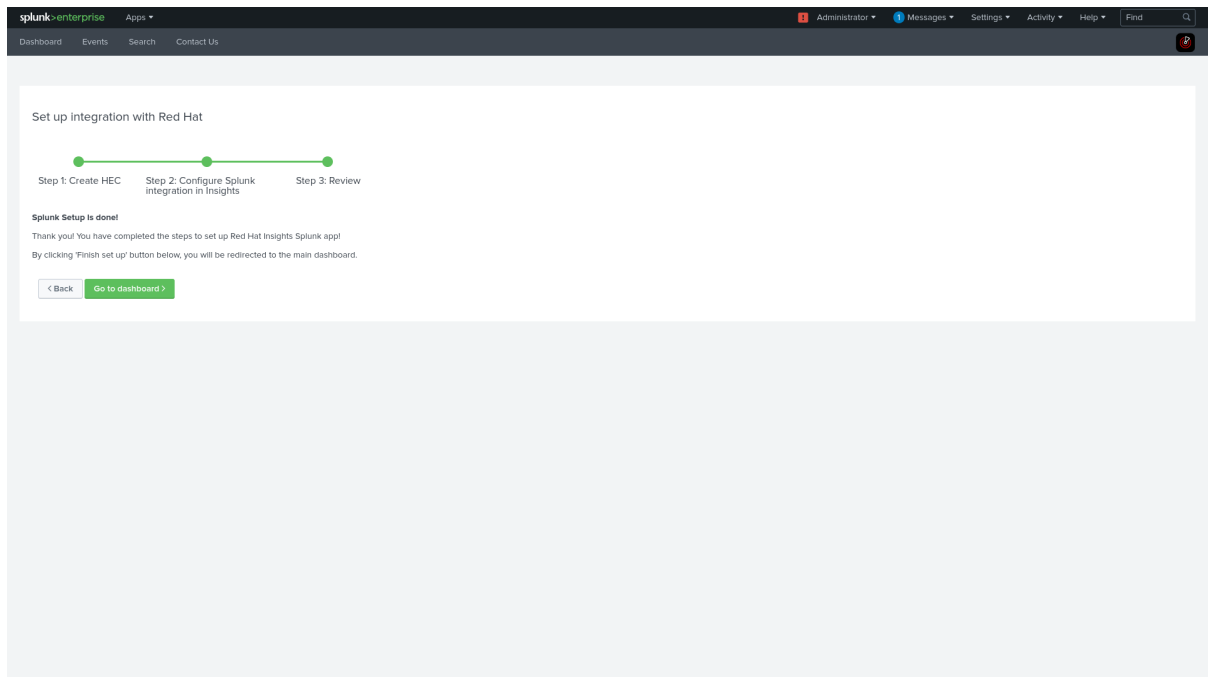 splunk>enterprise Apps Administrator 1 Messages Settings Activity Help Find
Dashboard Events Search Contact Us
Set up integration with Red Hat
Step 1: Create HEC Step 2: Configure Splunk Step 3: Review
integration in Insights
Splunk Setup is done!
Thank you! You have completed the steps to set up Red Hat Insights Splunk app!
By clicking 'Finish set up' button below, you will be redirected to the main dashboard.
< Back Go to dashboard >